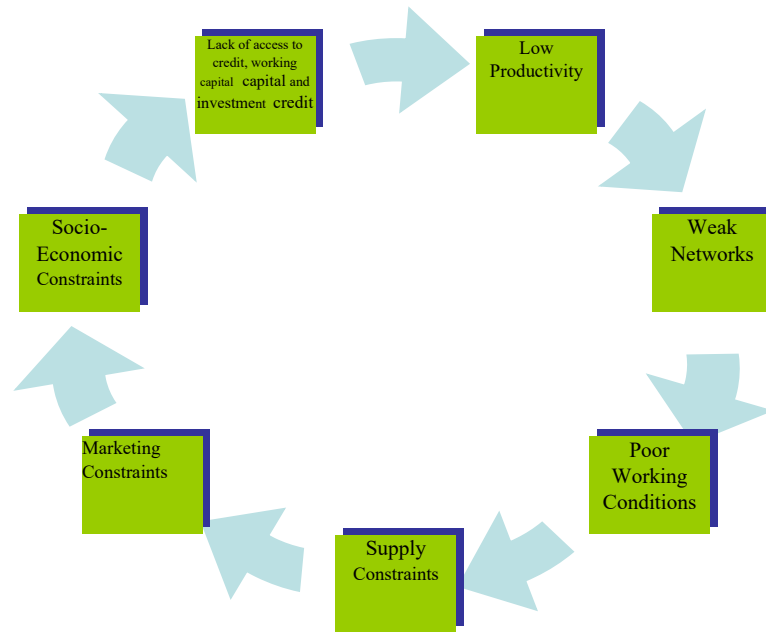 Lack of access to
credit, working
capital capital and
investment credit
Low
Productivity
Weak
Networks
Poor
Working
Conditions
Supply
Constraints
Marketing
Constraints
Socio-
Economic
Constraints